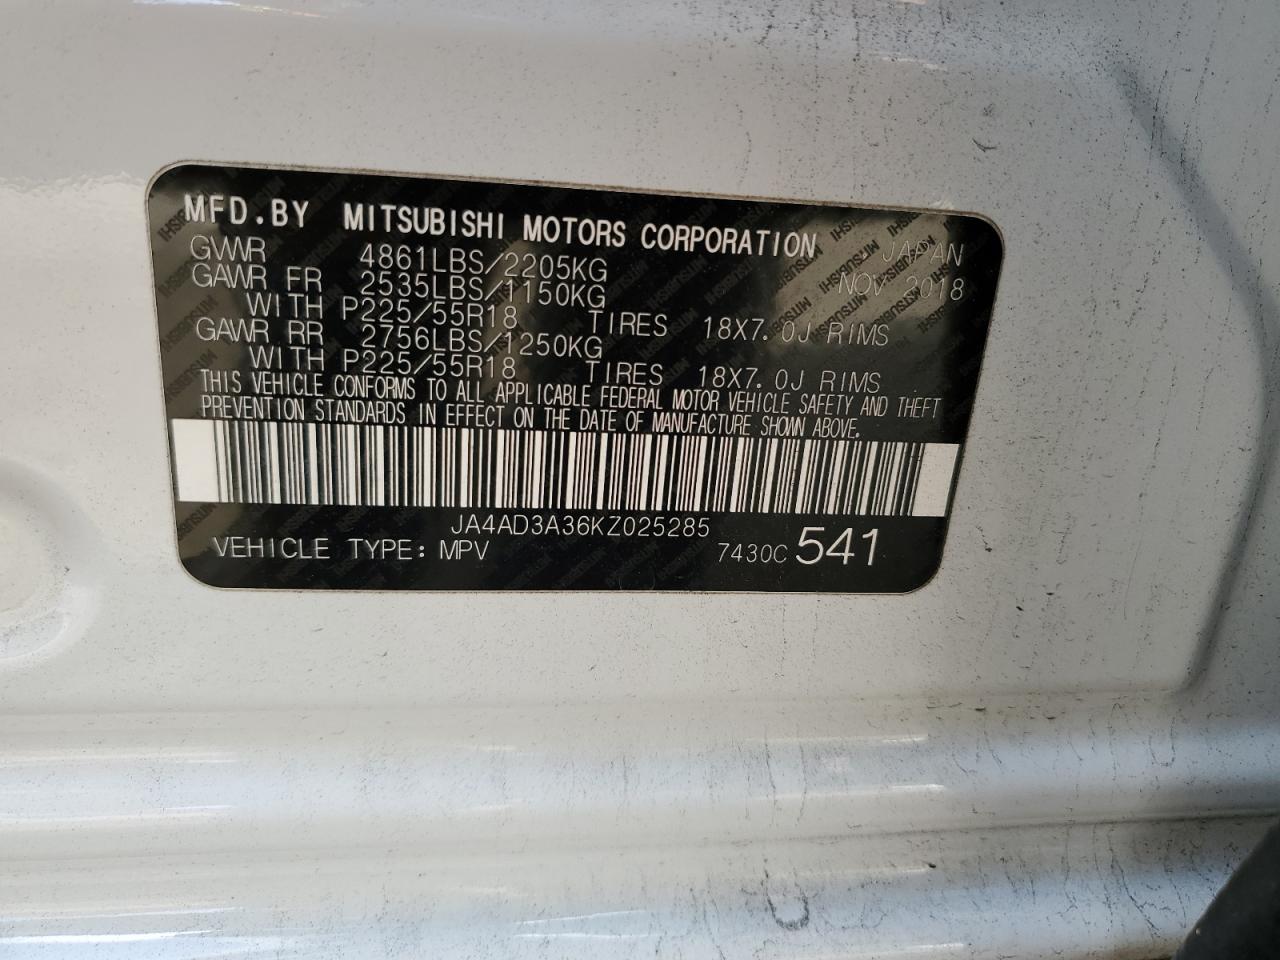 MFD.BY MITSUBISHI MOTORS CORPORATION JAPAN
GVWR 4861LBS/2205KG NOV 2018
GAWR FR 2535LBS/1150KG
WITH P225/55R18 TIRES 18X7.0J RIMS
GAWR RR 2756LBS/1250KG
WITH P225/55R18 TIRES 18X7.0J RIMS
THIS VEHICLE CONFORMS TO ALL APPLICABLE FEDERAL MOTOR VEHICLE SAFETY AND THEFT
PREVENTION STANDARDS IN EFFECT ON THE DATE OF MANUFACTURE SHOWN ABOVE.
JA4AD3A36KZ025285
VEHICLE TYPE: MPV 7430C 541